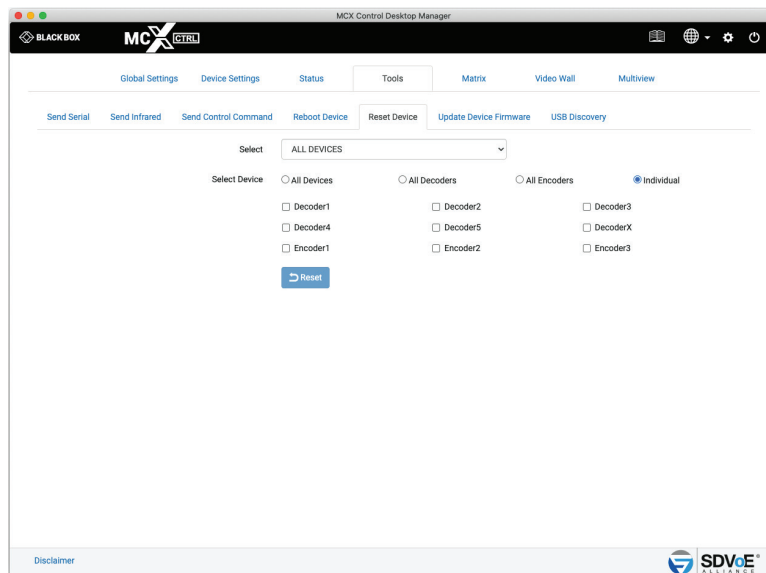 MCX Control Desktop Manager
BLACK BOX MCX CTRL
Global Settings Device Settings Status Tools Matrix Video Wall Multiview
Send Serial Send Infrared Send Control Command Reboot Device Reset Device Update Device Firmware USB Discovery
Select ALL DEVICES
Select Device All Devices All Decoders All Encoders Individual
Decoder1 Decoder2 Decoder3
Decoder4 Decoder5 DecoderX
Encoder1 Encoder2 Encoder3
Reset
Disclaimer SDVoE
ALLIANCE